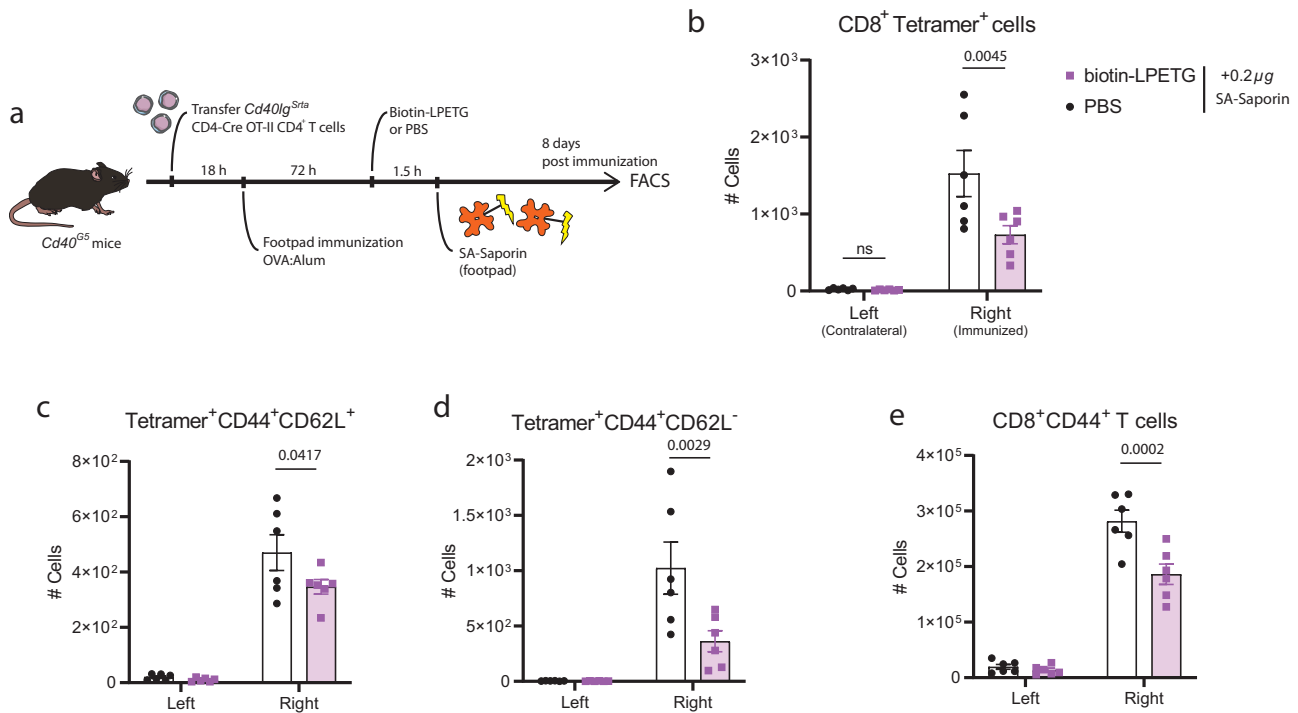 a
Transfer Cd40lg^Srta
CD4-Cre OT-II CD4⁺ T cells
Biotin-LPETG
or PBS
8 days
post immunization
18 h
72 h
1.5 h
FACS
Cd40^G5 mice
Footpad immunization
OVA:Alum
SA-Saporin
(footpad)
b
CD8⁺ Tetramer⁺ cells
# Cells
3×10³
2×10³
1×10³
0
ns
0.0045
Left
(Contralateral)
Right
(Immunized)
biotin-LPETG
PBS
+0.2µg
SA-Saporin
c
Tetramer⁺CD44⁺CD62L⁺
# Cells
8×10²
6×10²
4×10²
2×10²
0
0.0417
Left
Right
d
Tetramer⁺CD44⁺CD62L⁻
# Cells
2×10³
1×10³
1×10³
5×10²
0
0.0029
Left
Right
e
CD8⁺CD44⁺ T cells
# Cells
4×10⁵
3×10⁵
2×10⁵
1×10⁵
0
0.0002
Left
Right